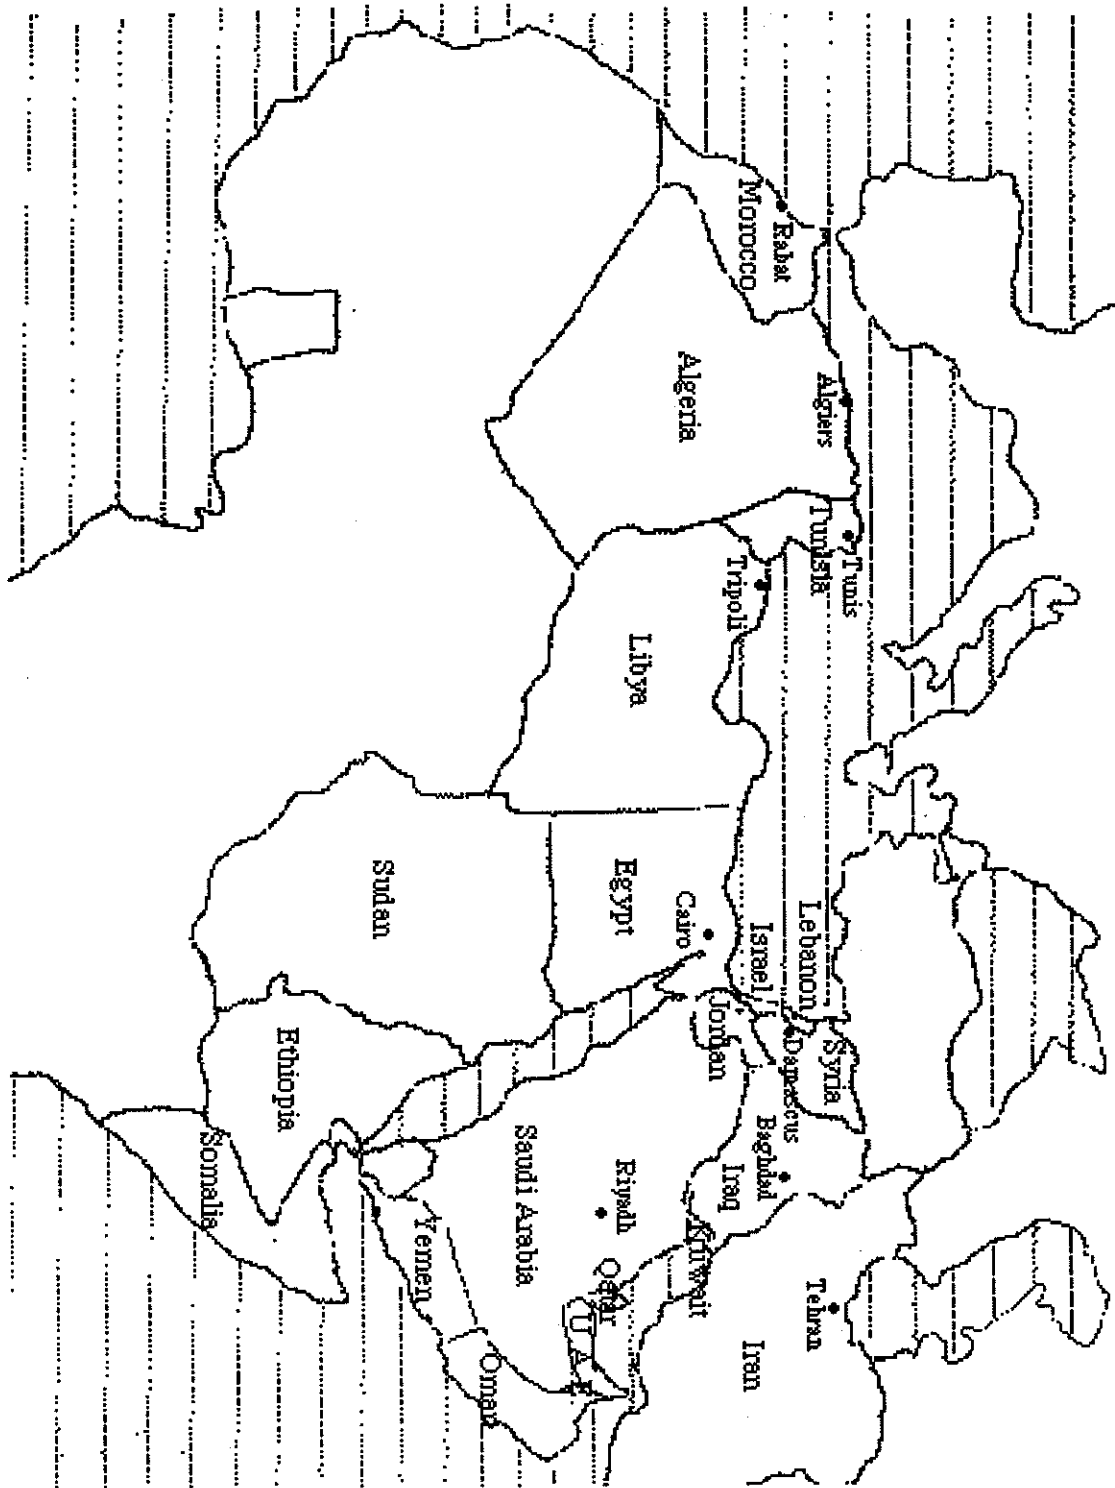 Rabat
Morocco
Algiers
Algeria
Tunis
Tunisia
Tripoli
Libya
Lebanon
Israel
Cairo
Egypt
Sudan
Syria
Damascus
Jordan
Baghdad
Iraq
Kuwait
Tehran
Iran
Riyadh
Qatar
U A E
Saudi Arabia
Oman
Yemen
Ethiopia
Somalia